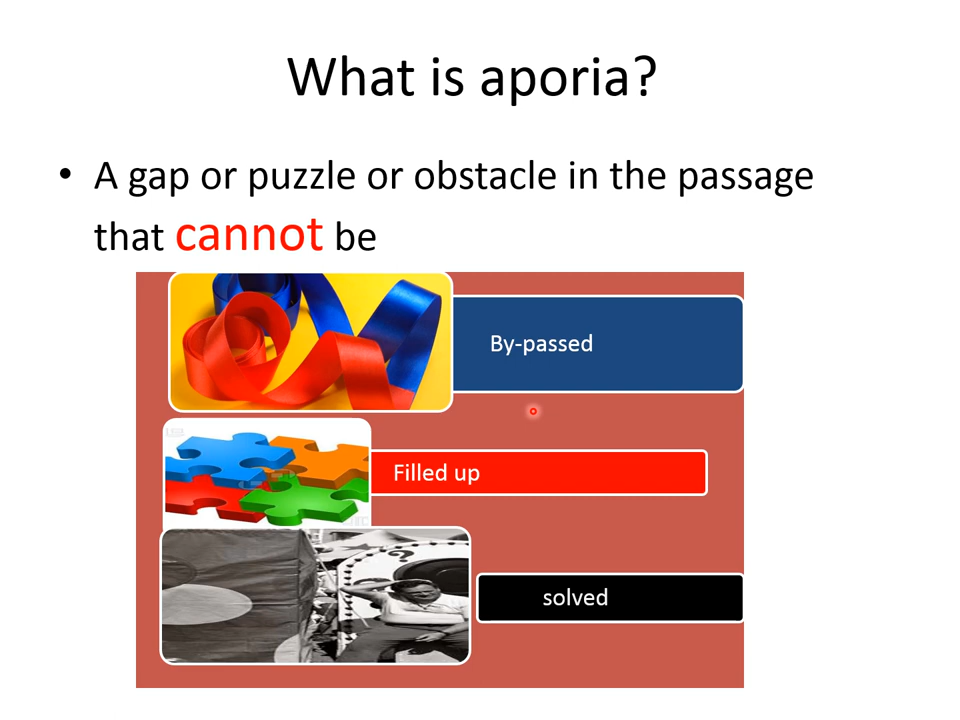 What is aporia?
• A gap or puzzle or obstacle in the passage
that cannot be
By-passed
Filled up
solved